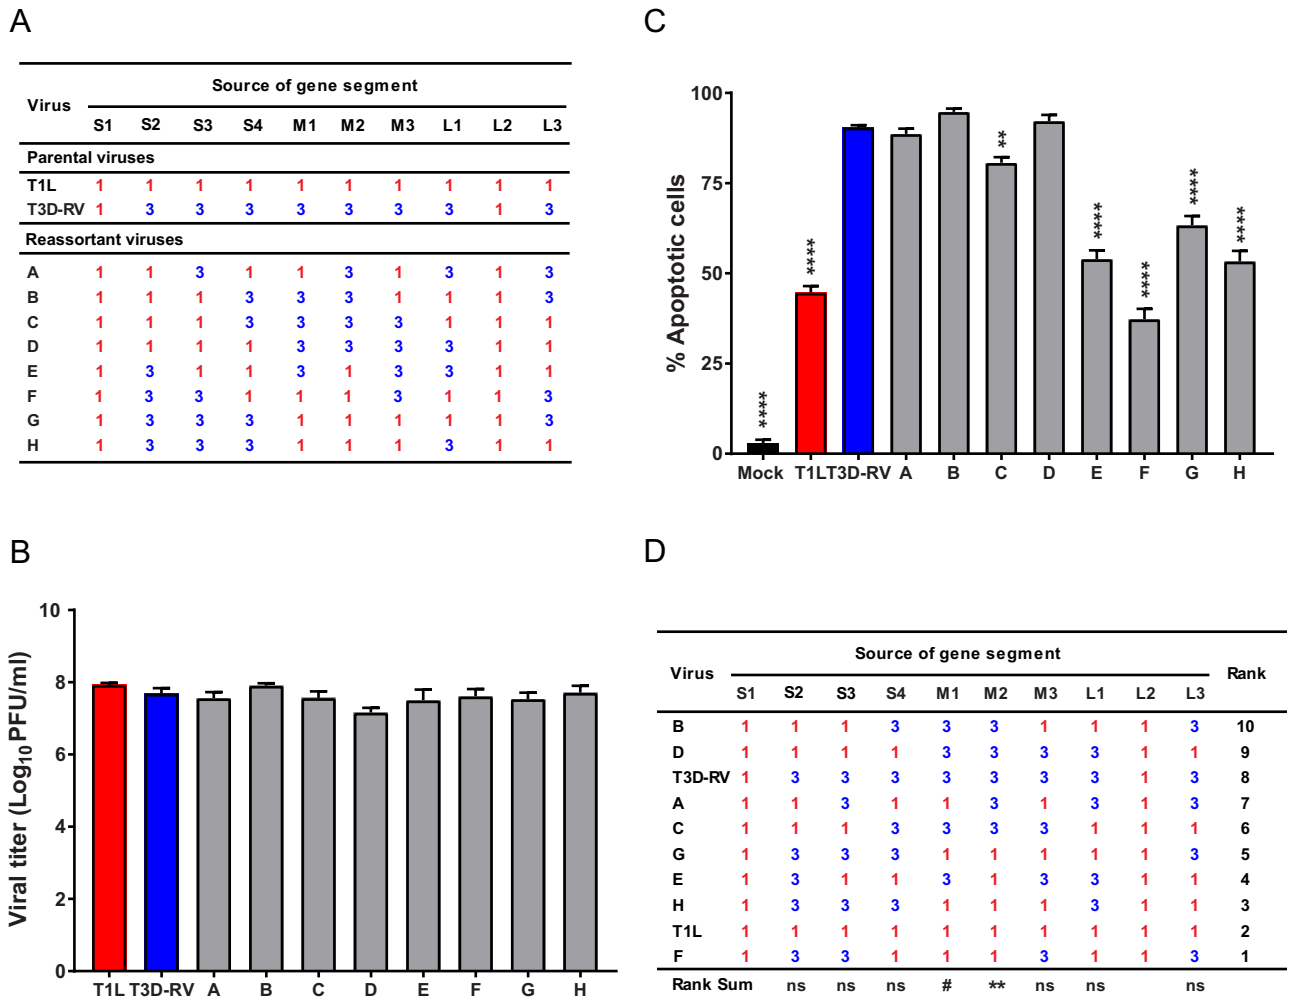 A
Source of gene segment
Virus
S1 S2 S3 S4 M1 M2 M3 L1 L2 L3
Parental viruses
T1L 1 1 1 1 1 1 1 1 1 1
T3D-RV 1 3 3 3 3 3 3 3 1 3
Reassortant viruses
A 1 1 3 1 1 3 1 3 1 3
B 1 1 1 3 3 3 1 1 1 3
C 1 1 1 3 3 3 3 1 1 1
D 1 1 1 1 3 3 3 3 1 1
E 1 3 1 1 3 1 3 3 1 1
F 1 3 3 1 1 1 3 1 1 3
G 1 3 3 3 1 1 1 1 1 3
H 1 3 3 3 1 1 1 3 1 1
B
Viral titer (Log10 PFU/ml)
10
8
6
4
2
0
T1L T3D-RV A B C D E F G H
C
% Apoptotic cells
100
75
50
25
0
**** **** ** **** **** **** ****
Mock T1L T3D-RV A B C D E F G H
D
Source of gene segment
Virus Rank
S1 S2 S3 S4 M1 M2 M3 L1 L2 L3
B 1 1 1 3 3 3 1 1 1 3 10
D 1 1 1 1 3 3 3 3 1 1 9
T3D-RV 1 3 3 3 3 3 3 3 1 3 8
A 1 1 3 1 1 3 1 3 1 3 7
C 1 1 1 3 3 3 3 1 1 1 6
G 1 3 3 3 1 1 1 1 1 3 5
E 1 3 1 1 3 1 3 3 1 1 4
H 1 3 3 3 1 1 1 3 1 1 3
T1L 1 1 1 1 1 1 1 1 1 1 2
F 1 3 3 1 1 1 3 1 1 3 1
Rank Sum ns ns ns # ** ns ns ns